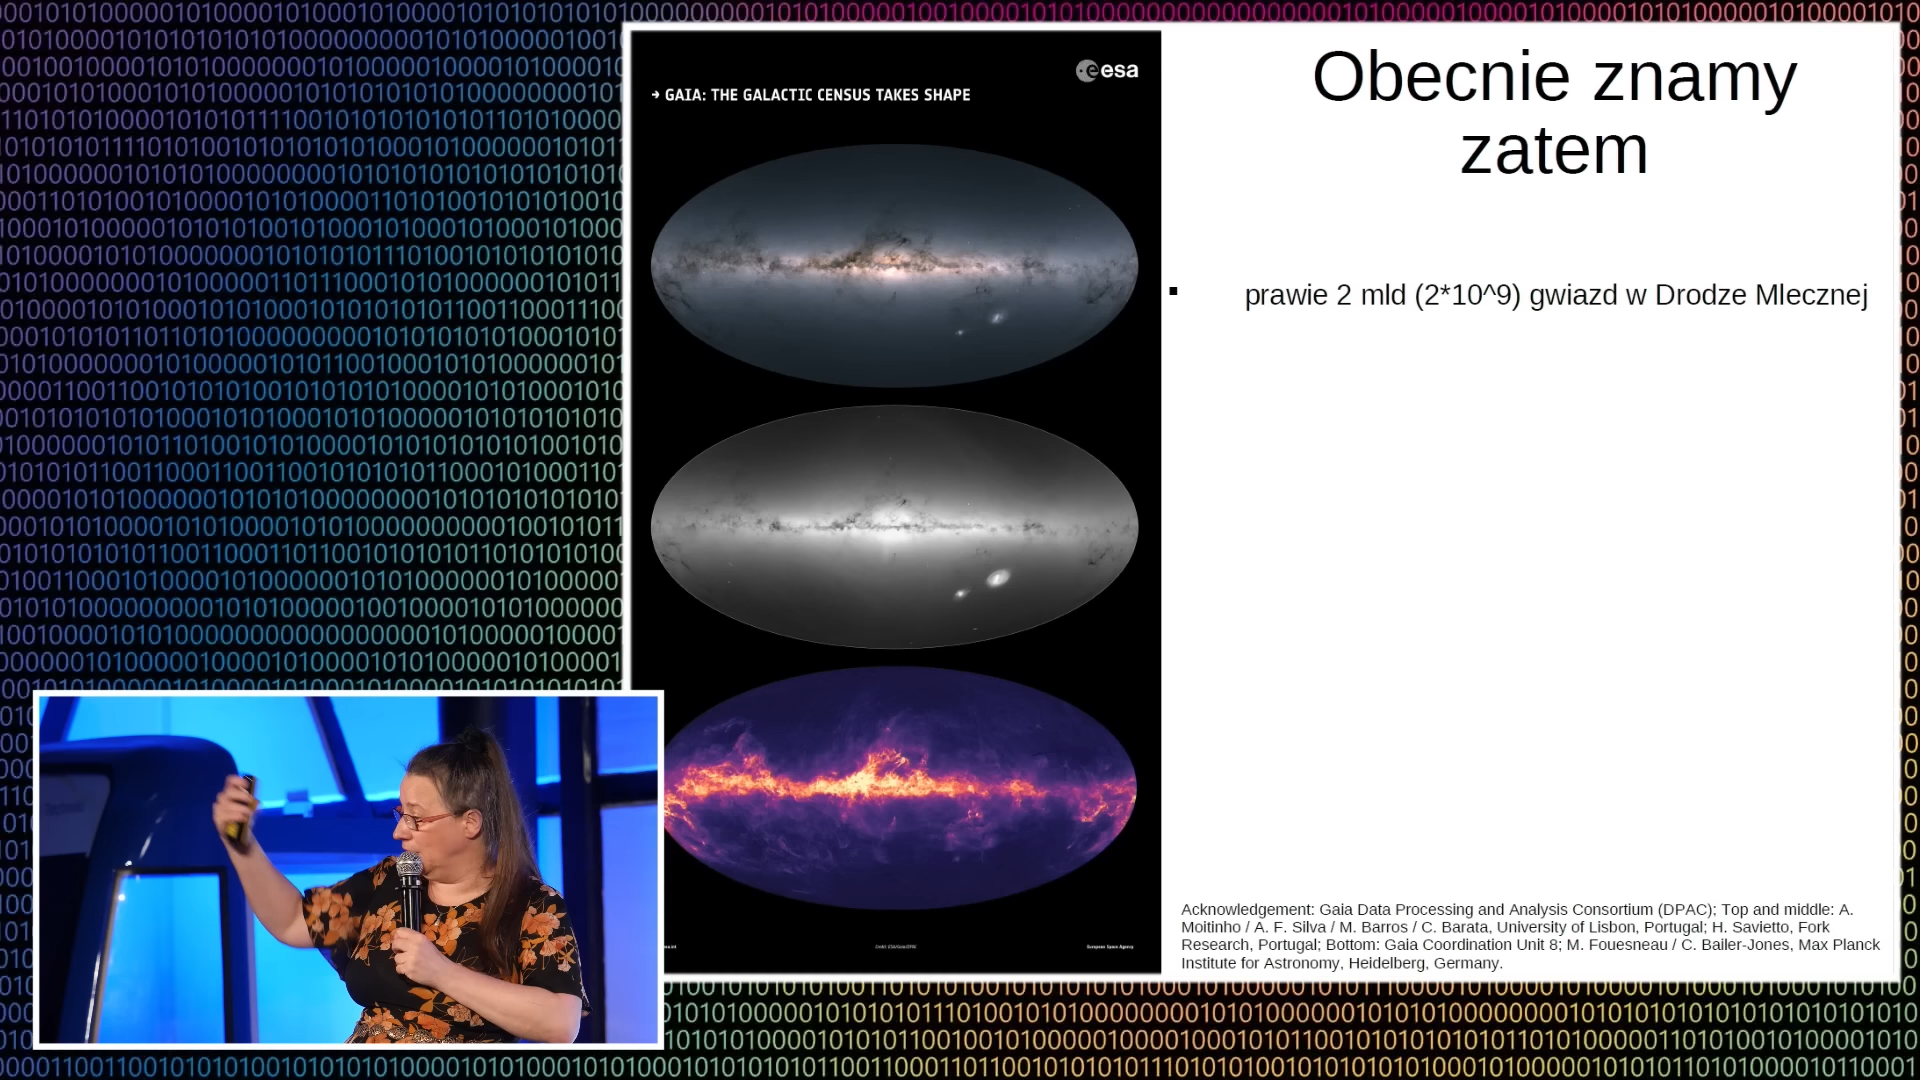 esa
→ GAIA: THE GALACTIC CENSUS TAKES SHAPE
Obecnie znamy
zatem
▪ prawie 2 mld (2*10^9) gwiazd w Drodze Mlecznej
Acknowledgement: Gaia Data Processing and Analysis Consortium (DPAC); Top and middle: A.
Moitinho / A. F. Silva / M. Barros / C. Barata, University of Lisbon, Portugal; H. Savietto, Fork
Research, Portugal; Bottom: Gaia Coordination Unit 8; M. Fouesneau / C. Bailer-Jones, Max Planck
Institute for Astronomy, Heidelberg, Germany.
European Space Agency